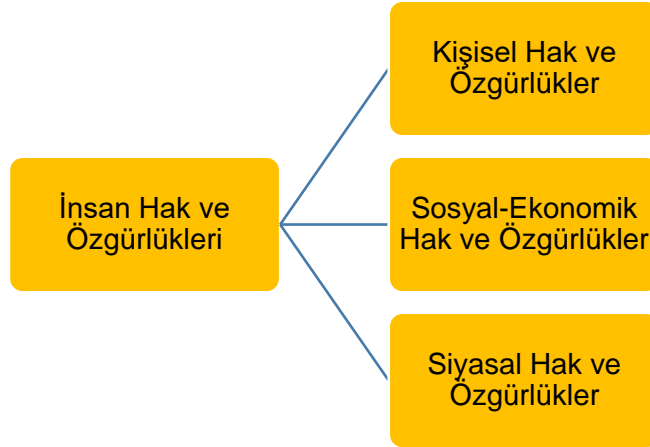 Kişisel Hak ve
Özgürlükler
İnsan Hak ve
Özgürlükleri
Sosyal-Ekonomik
Hak ve Özgürlükler
Siyasal Hak ve
Özgürlükler